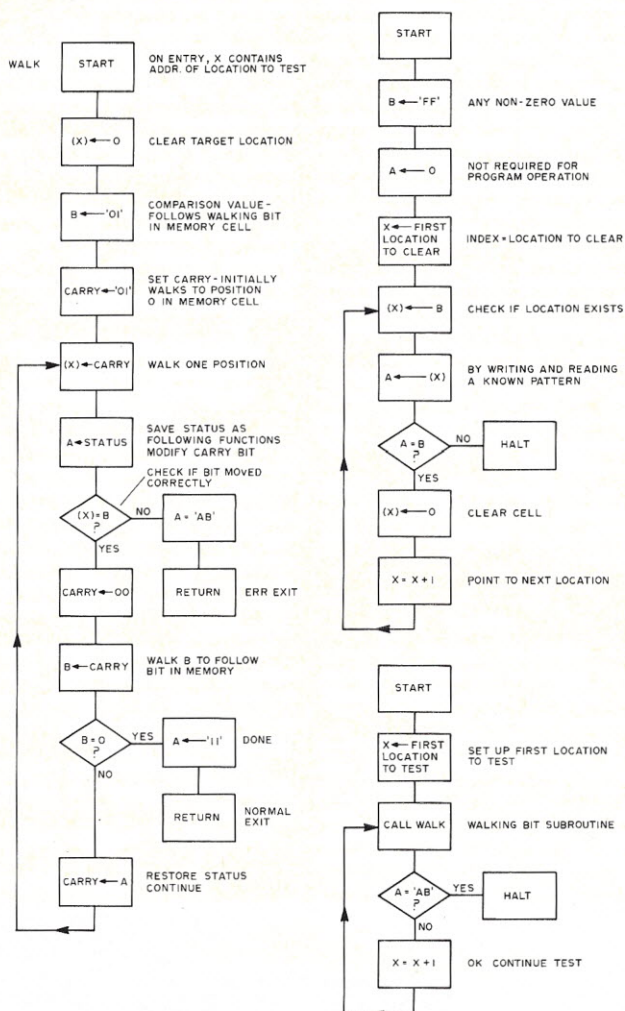 WALK
START
ON ENTRY, X CONTAINS
ADDR. OF LOCATION TO TEST
(X)←0
CLEAR TARGET LOCATION
B←'01'
COMPARISON VALUE-
FOLLOWS WALKING BIT
IN MEMORY CELL
CARRY←'01'
SET CARRY-INITIALLY
WALKS TO POSITION
0 IN MEMORY CELL
(X)←CARRY
WALK ONE POSITION
A←STATUS
SAVE STATUS AS
FOLLOWING FUNCTIONS
MODIFY CARRY BIT
CHECK IF BIT MOVED
CORRECTLY
(X)=B
?
NO
A = 'AB'
YES
RETURN
ERR EXIT
CARRY←00
B←CARRY
WALK B TO FOLLOW
BIT IN MEMORY
B=0
?
YES
A ←'11'
DONE
NO
RETURN
NORMAL
EXIT
CARRY←A
RESTORE STATUS
CONTINUE
START
B←'FF'
ANY NON-ZERO VALUE
A←0
NOT REQUIRED FOR
PROGRAM OPERATION
X←FIRST
LOCATION
TO CLEAR
INDEX=LOCATION TO CLEAR
(X)←B
CHECK IF LOCATION EXISTS
A←(X)
BY WRITING AND READING
A KNOWN PATTERN
A=B
?
NO
HALT
YES
(X)←0
CLEAR CELL
X = X+1
POINT TO NEXT LOCATION
START
X←FIRST
LOCATION
TO TEST
SET UP FIRST LOCATION
TO TEST
CALL WALK
WALKING BIT SUBROUTINE
A='AB'
?
YES
HALT
NO
X = X+1
OK CONTINUE TEST